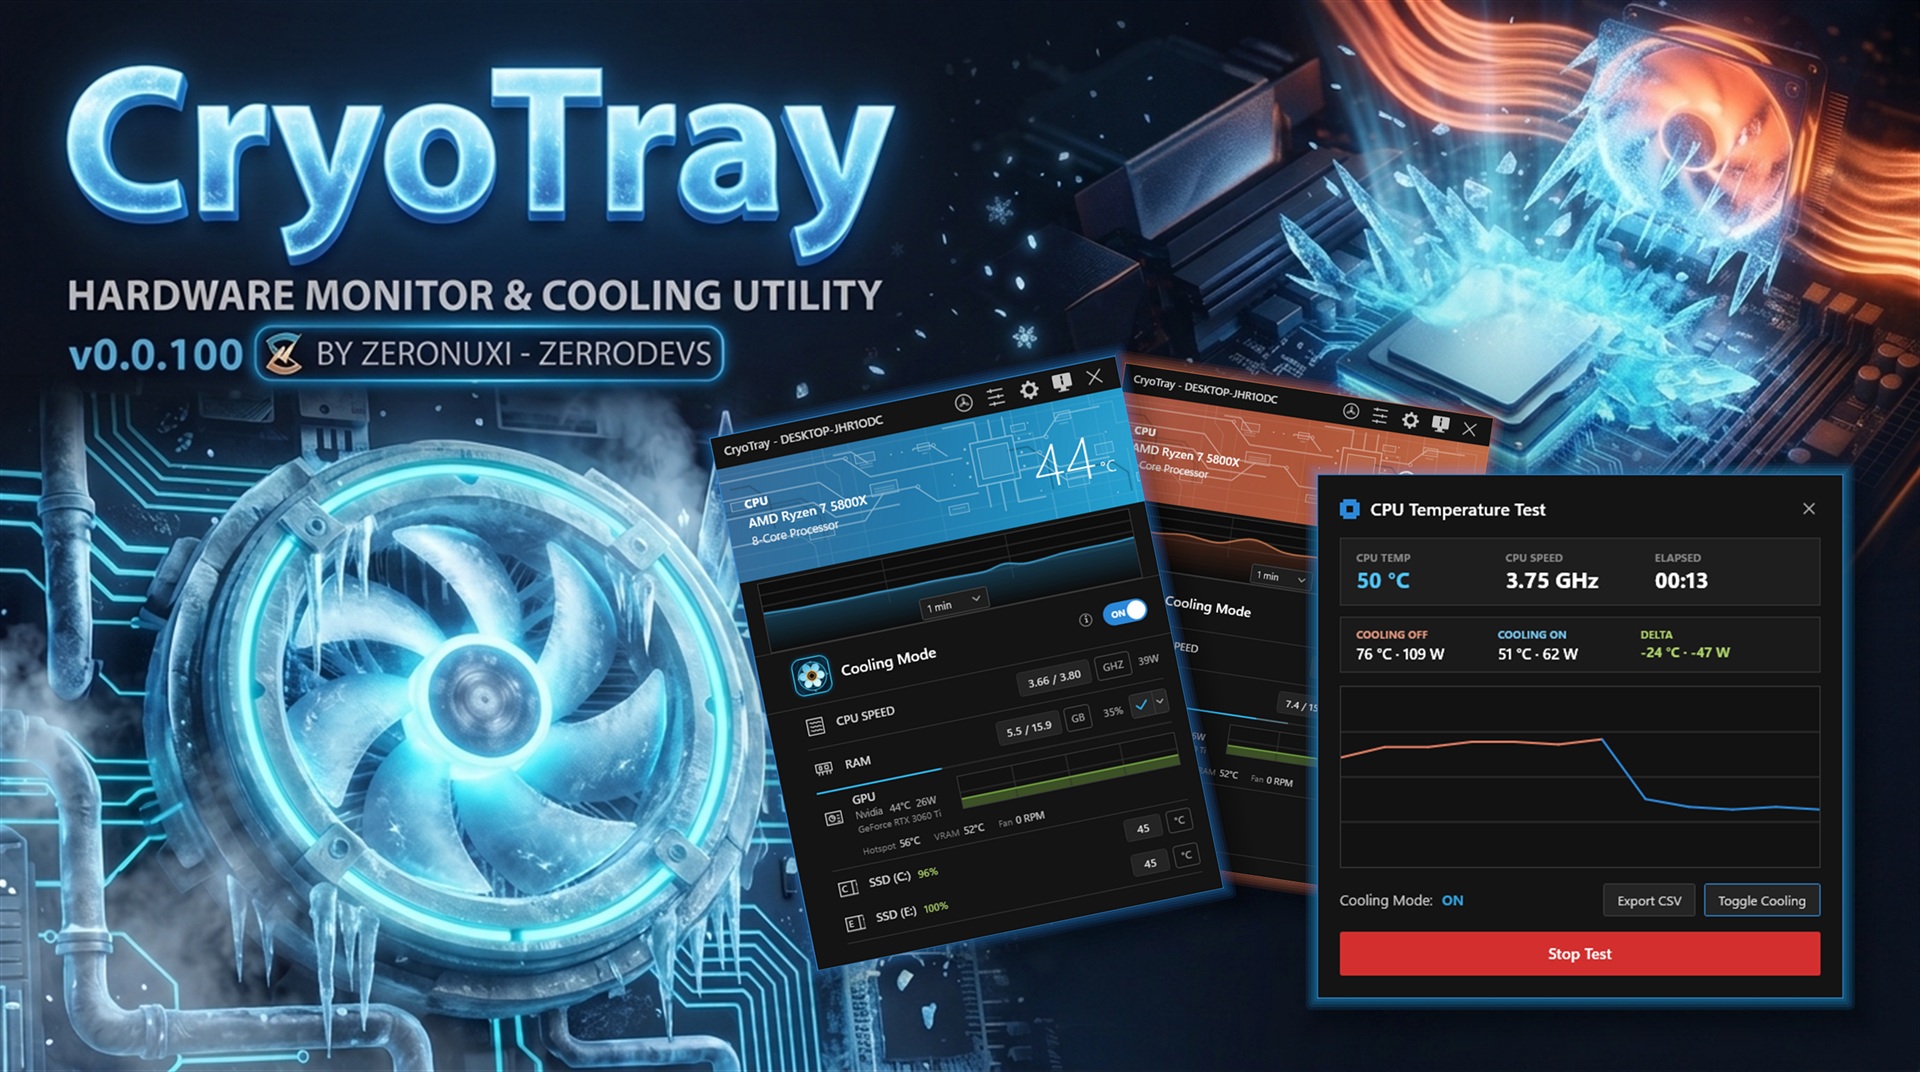 CryoTray
HARDWARE MONITOR & COOLING UTILITY
v0.0.100 BY ZERONUXI - ZERRODEVS
CryoTray - DESKTOP-JHR1ODC
44 °C
CPU
AMD Ryzen 7 5800X
8-Core Processor
1 min
Cooling Mode
ON
CPU SPEED
3.66 / 3.80 GHZ 39W
RAM
5.5 / 15.9 GB 35%
GPU
Nvidia 44°C 26W
GeForce RTX 3060 Ti
Hotspot 56°C VRAM 52°C Fan 0 RPM
SSD (C:) 96% 45 °C
SSD (E:) 100% 45 °C
CryoTray - DESKTOP-JHR1ODC
CPU
AMD Ryzen 7 5800X
-Core Processor
1 min
Cooling Mode
PEED
7.4 / 15
Ti
52°C Fan 0 RPM
CPU Temperature Test
CPU TEMP CPU SPEED ELAPSED
50 °C 3.75 GHz 00:13
COOLING OFF COOLING ON DELTA
76 °C · 109 W 51 °C · 62 W -24 °C · -47 W
Cooling Mode: ON
Export CSV
Toggle Cooling
Stop Test